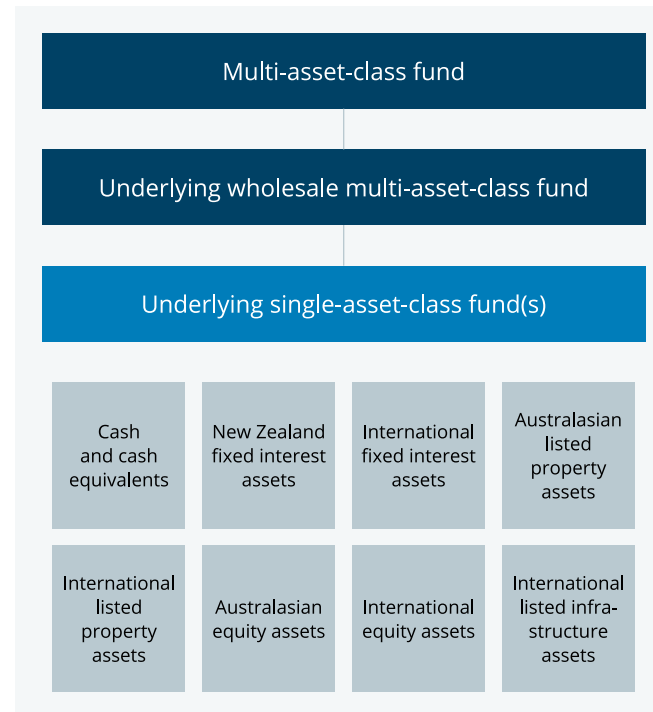 Multi-asset-class fund
Underlying wholesale multi-asset-class fund
Underlying single-asset-class fund(s)
Cash
and cash
equivalents
New Zealand
fixed interest
assets
International
fixed interest
assets
Australasian
listed
property
assets
International
listed
property
assets
Australasian
equity assets
International
equity assets
International
listed infra-
structure
assets